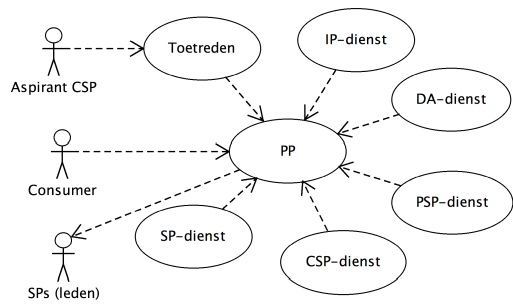 IP-dienst
Toetreden
Aspirant CSP
DA-dienst
PP
Consumer
PSP-dienst
SP-dienst
CSP-dienst
SPs (leden)